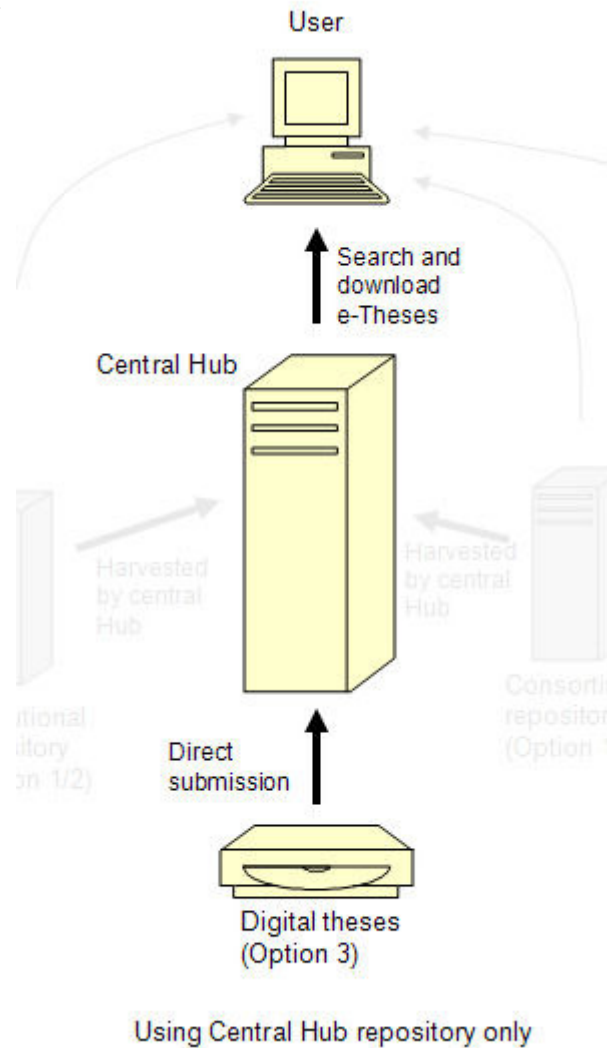 User
Search and
download
e-Theses
Central Hub
Harvested
by central
Hub
Harvested
by central
Hub
(Option
Direct
submission
Digital theses
(Option 3)
Using Central Hub repository only